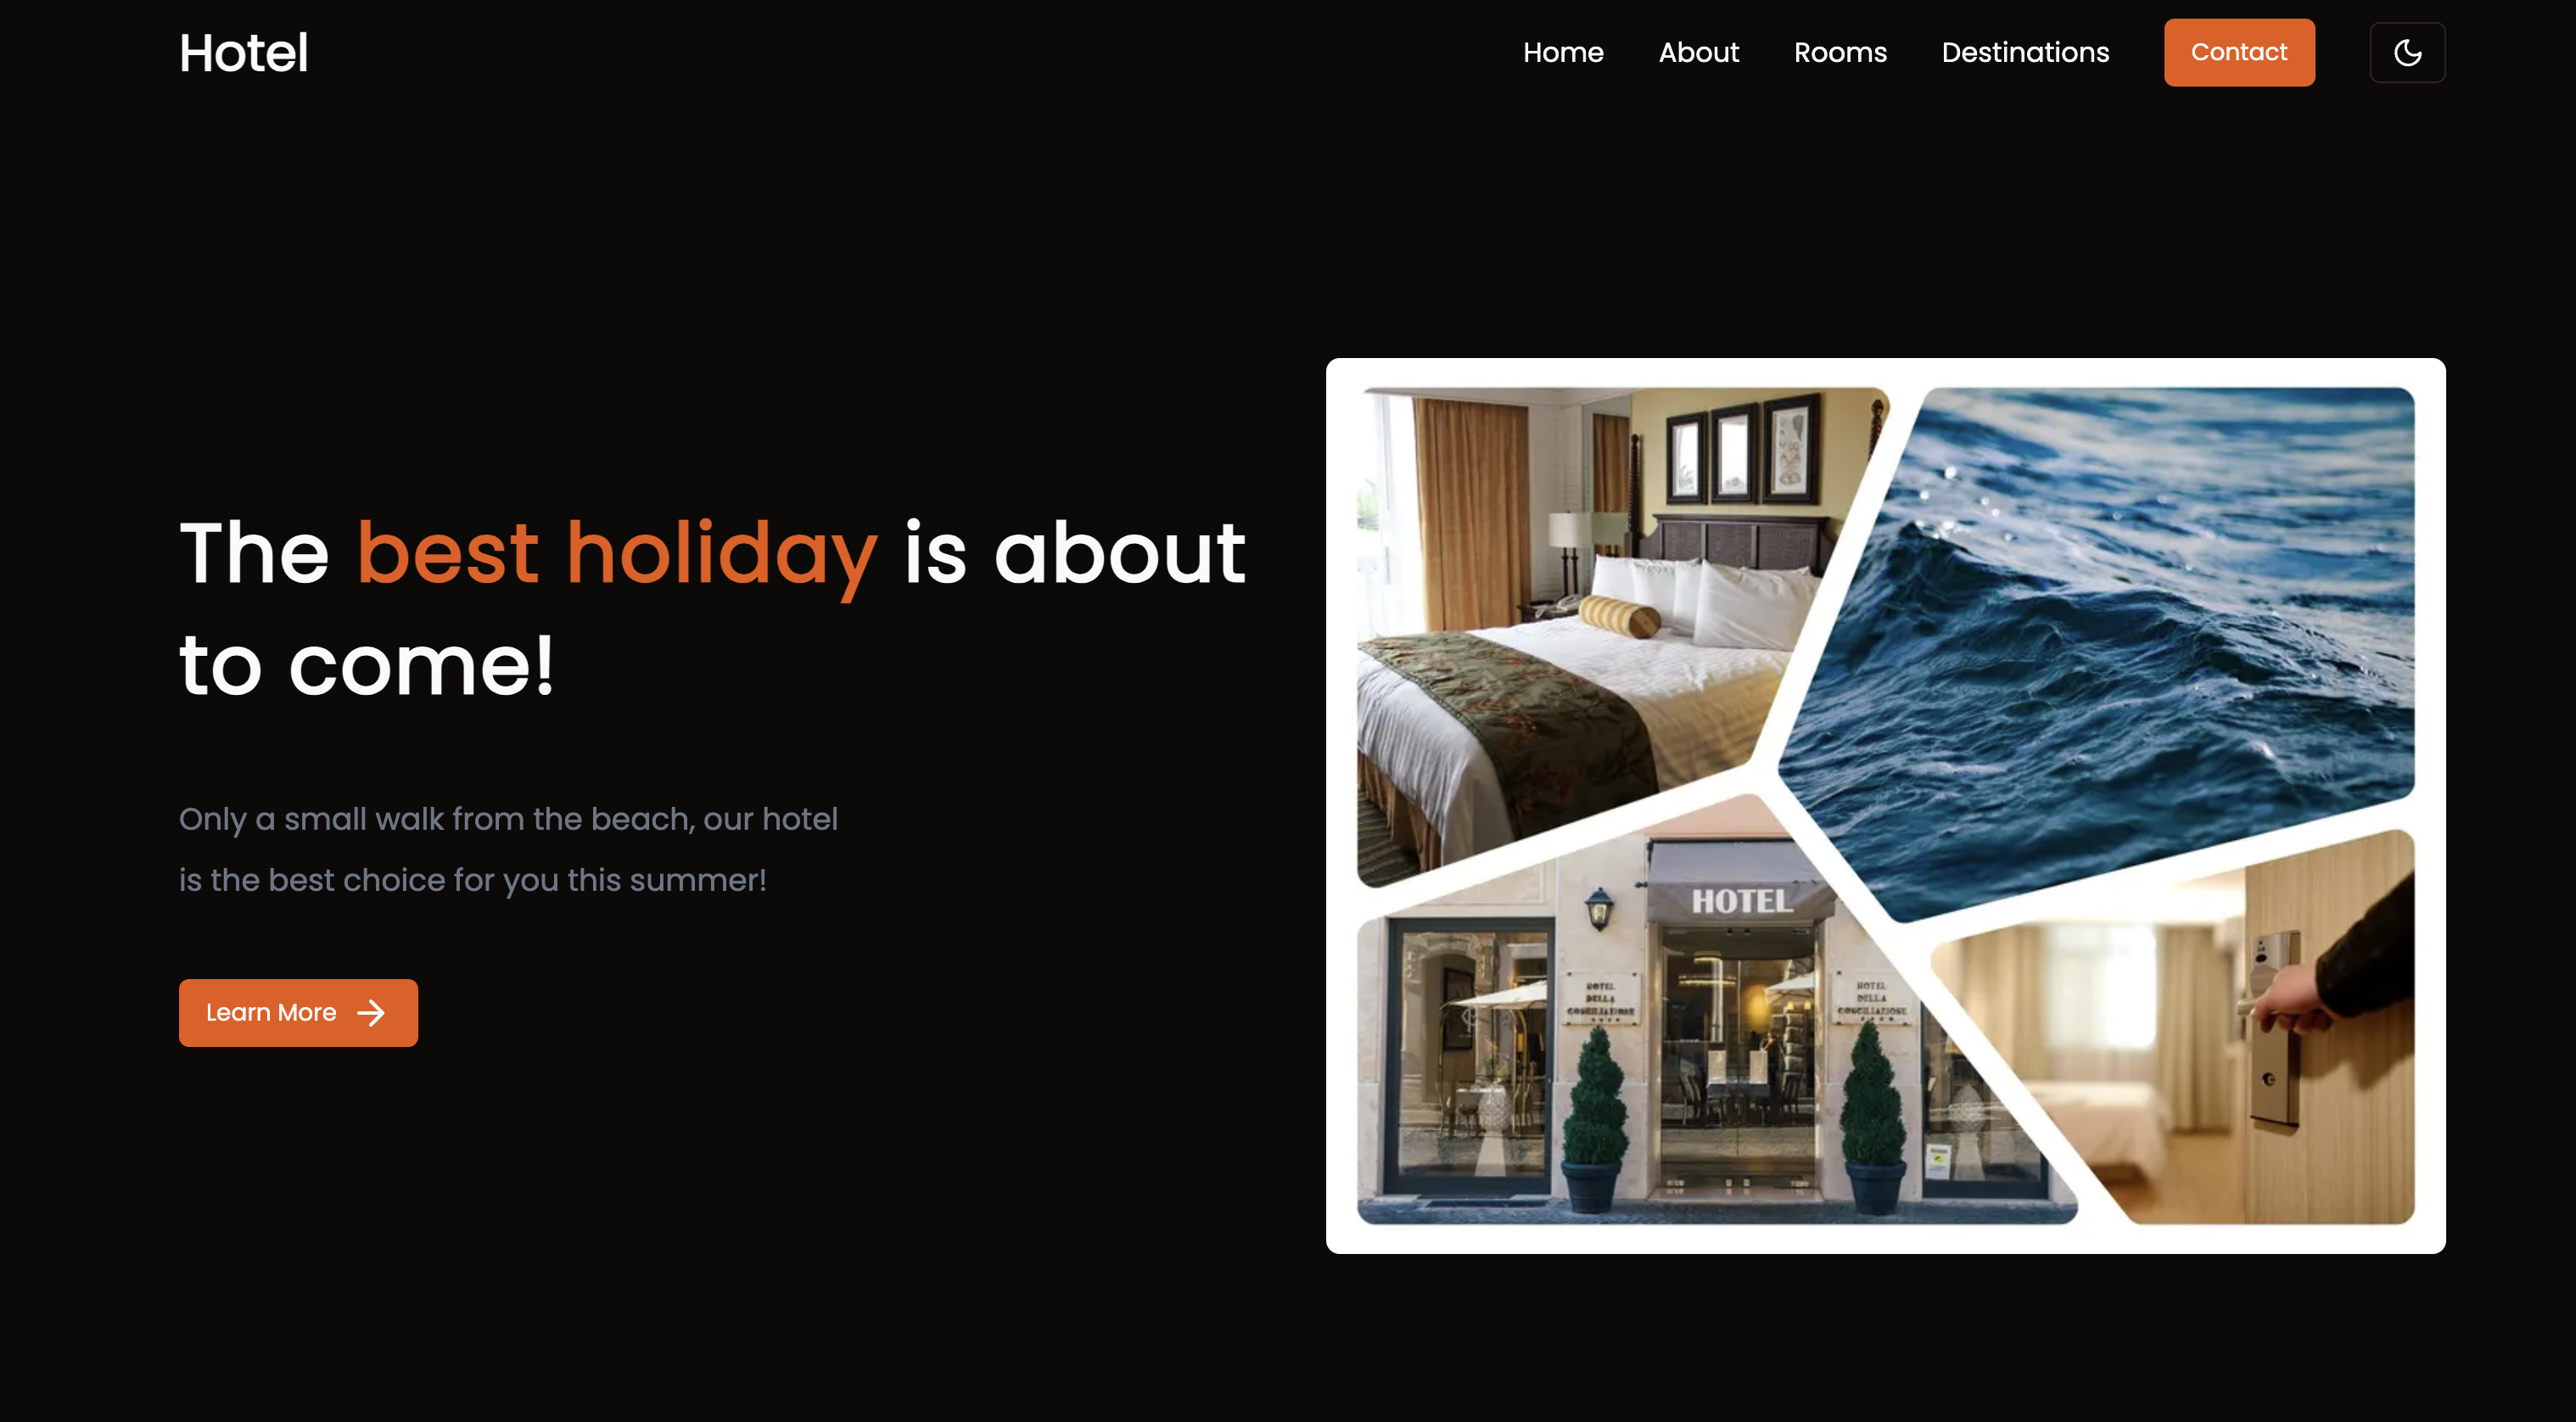 Hotel
Home About Rooms Destinations Contact
The best holiday is about
to come!
Only a small walk from the beach, our hotel
is the best choice for you this summer!
Learn More
HOTEL
HOTEL
DELLA
CONCILIAZIONE
HOTEL
DELLA
CONCILIAZIONE